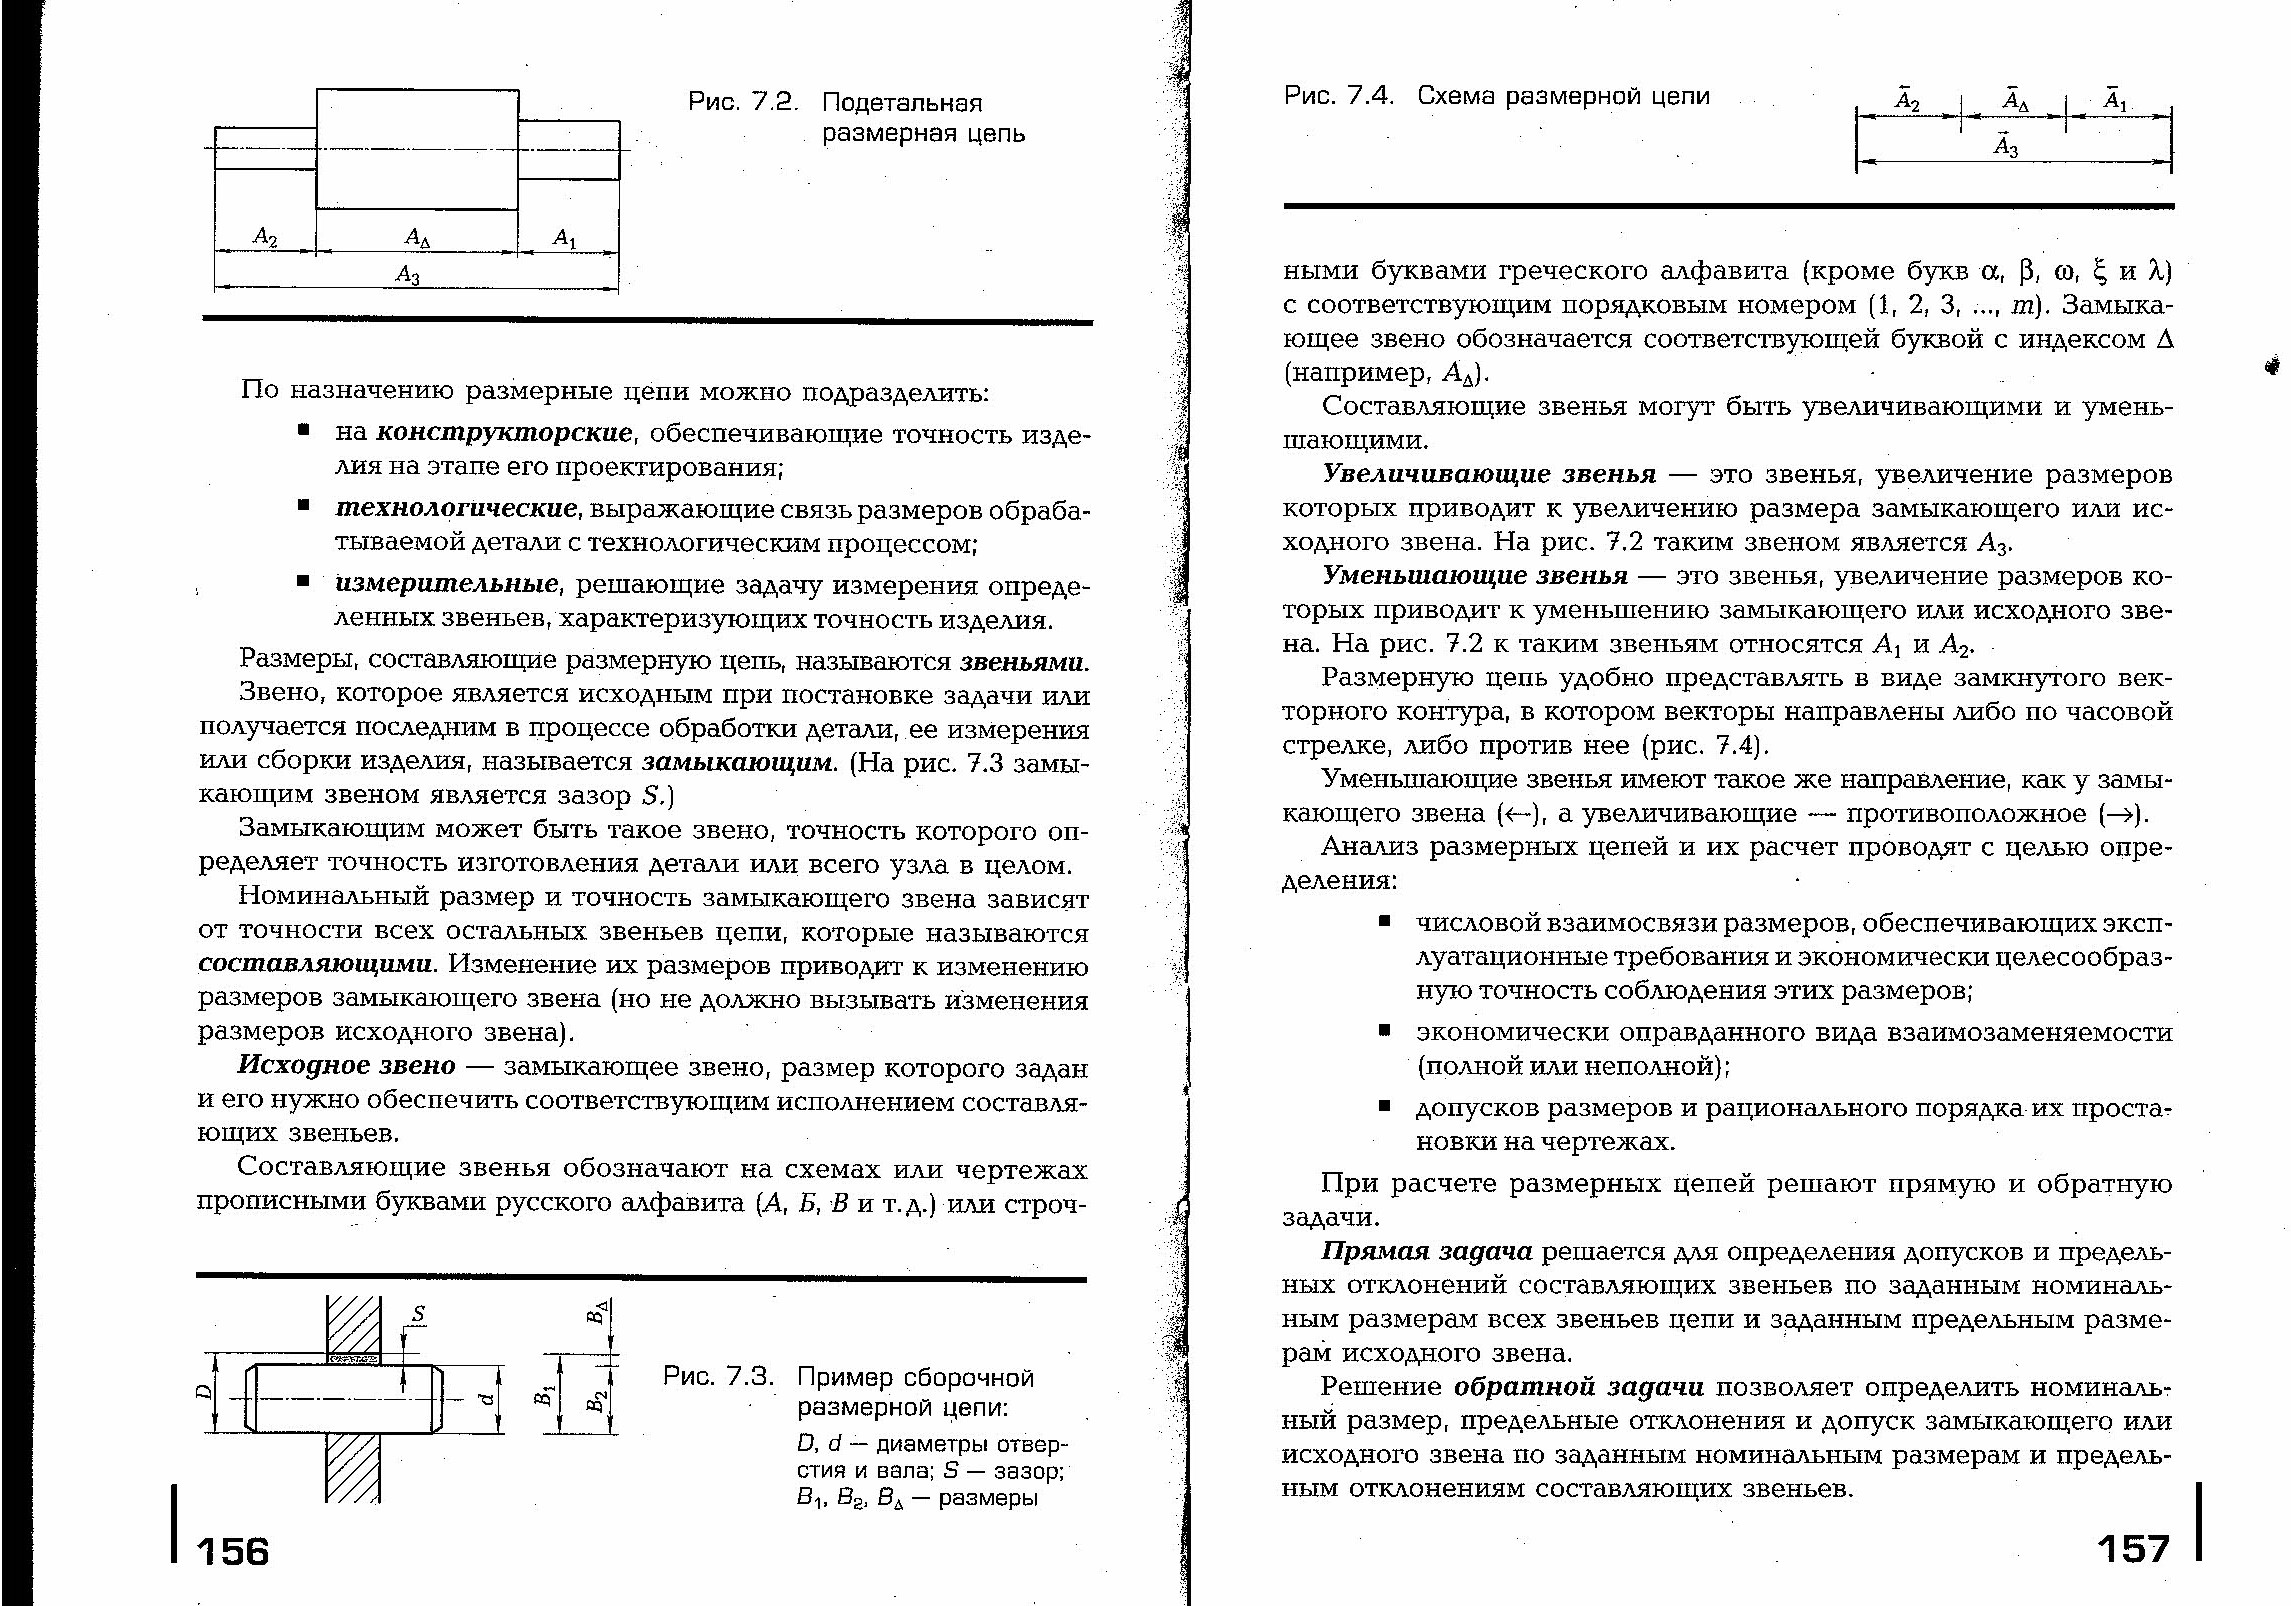 Рис. 7.2. Подетальная
размерная цепь
A₂ A_Δ A₁
A₃
По назначению размерные цепи можно подразделить:
■ на конструкторские, обеспечивающие точность изде-
лия на этапе его проектирования;
■ технологические, выражающие связь размеров обраба-
тываемой детали с технологическим процессом;
■ измерительные, решающие задачу измерения опреде-
ленных звеньев, характеризующих точность изделия.
Размеры, составляющие размерную цепь, называются звеньями.
Звено, которое является исходным при постановке задачи или
получается последним в процессе обработки детали, ее измерения
или сборки изделия, называется замыкающим. (На рис. 7.3 замы-
кающим звеном является зазор S.)
Замыкающим может быть такое звено, точность которого оп-
ределяет точность изготовления детали или всего узла в целом.
Номинальный размер и точность замыкающего звена зависят
от точности всех остальных звеньев цепи, которые называются
составляющими. Изменение их размеров приводит к изменению
размеров замыкающего звена (но не должно вызывать изменения
размеров исходного звена).
Исходное звено — замыкающее звено, размер которого задан
и его нужно обеспечить соответствующим исполнением составля-
ющих звеньев.
Составляющие звенья обозначают на схемах или чертежах
прописными буквами русского алфавита (А, Б, В и т.д.) или строч-
S
B_Δ
D
d
B₁
B₂
Рис. 7.3. Пример сборочной
размерной цепи:
D, d — диаметры отвер-
стия и вала; S — зазор;
B₁, B₂, B_Δ — размеры
156
Рис. 7.4. Схема размерной цепи
Ā₂ Ā_Δ Ā₁
Ā₃
ными буквами греческого алфавита (кроме букв α, β, ω, ξ и λ)
с соответствующим порядковым номером (1, 2, 3, ..., m). Замыка-
ющее звено обозначается соответствующей буквой с индексом Δ
(например, A_Δ).
Составляющие звенья могут быть увеличивающими и умень-
шающими.
Увеличивающие звенья — это звенья, увеличение размеров
которых приводит к увеличению размера замыкающего или ис-
ходного звена. На рис. 7.2 таким звеном является A₃.
Уменьшающие звенья — это звенья, увеличение размеров ко-
торых приводит к уменьшению замыкающего или исходного зве-
на. На рис. 7.2 к таким звеньям относятся A₁ и A₂.
Размерную цепь удобно представлять в виде замкнутого век-
торного контура, в котором векторы направлены либо по часовой
стрелке, либо против нее (рис. 7.4).
Уменьшающие звенья имеют такое же направление, как у замы-
кающего звена (←), а увеличивающие — противоположное (→).
Анализ размерных цепей и их расчет проводят с целью опре-
деления:
■ числовой взаимосвязи размеров, обеспечивающих эксп-
луатационные требования и экономически целесообраз-
ную точность соблюдения этих размеров;
■ экономически оправданного вида взаимозаменяемости
(полной или неполной);
■ допусков размеров и рационального порядка их проста-
новки на чертежах.
При расчете размерных цепей решают прямую и обратную
задачи.
Прямая задача решается для определения допусков и предель-
ных отклонений составляющих звеньев по заданным номиналь-
ным размерам всех звеньев цепи и заданным предельным разме-
рам исходного звена.
Решение обратной задачи позволяет определить номиналь-
ный размер, предельные отклонения и допуск замыкающего или
исходного звена по заданным номинальным размерам и предель-
ным отклонениям составляющих звеньев.
157